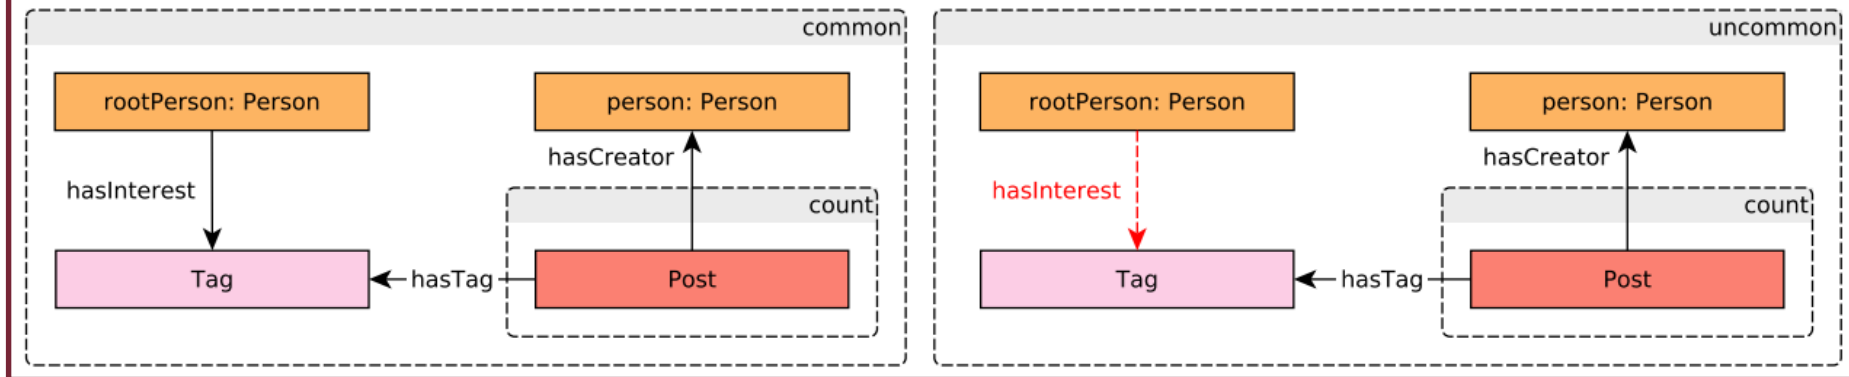 common
rootPerson: Person
person: Person
hasCreator
hasInterest
count
Tag
hasTag
Post
uncommon
rootPerson: Person
person: Person
hasCreator
hasInterest
count
Tag
hasTag
Post